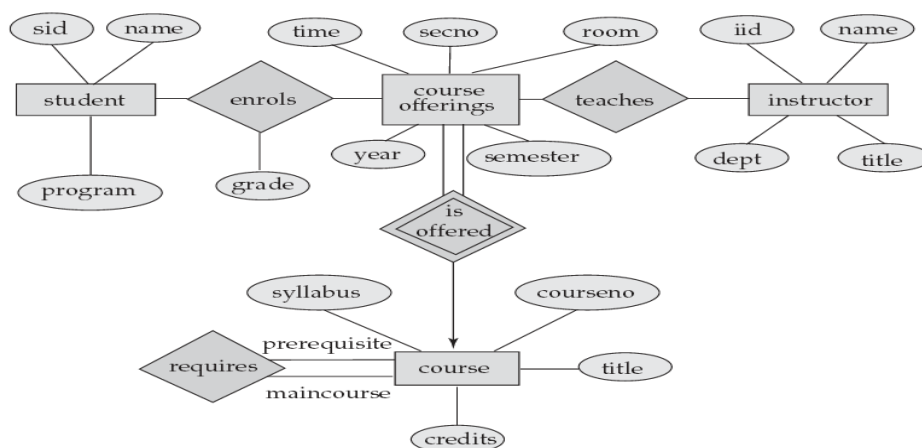 sid
name
time
secno
room
iid
name
student
enrols
course
offerings
teaches
instructor
program
grade
year
semester
dept
title
is
offered
syllabus
courseno
prerequisite
requires
maincourse
course
title
credits